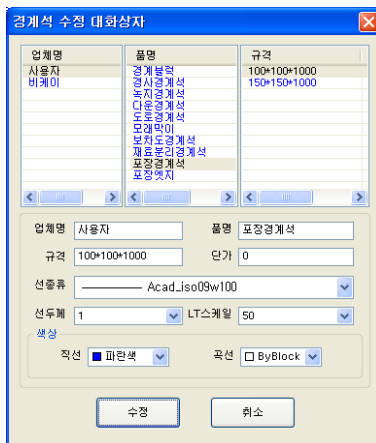 경계석 수정 대화상자
업체명 품명 규격
사용자 경계블럭 100*100*1000
비케이 경사경계석 150*150*1000
녹지경계석
다운경계석
도로경계석
모래막이
보차도경계석
재료분리경계석
포장경계석
포장엣지
업체명 사용자 품명 포장경계석
규격 100*100*1000 단가 0
선종류 Acad_iso09w100
선두께 1 LT스케일 50
색상
직선 파란색 곡선 ByBlock
수정 취소